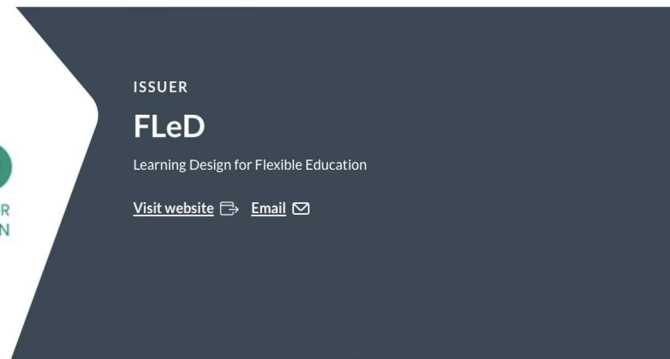 ISSUER
FLeD
Learning Design for Flexible Education
Visit website Email
R
N